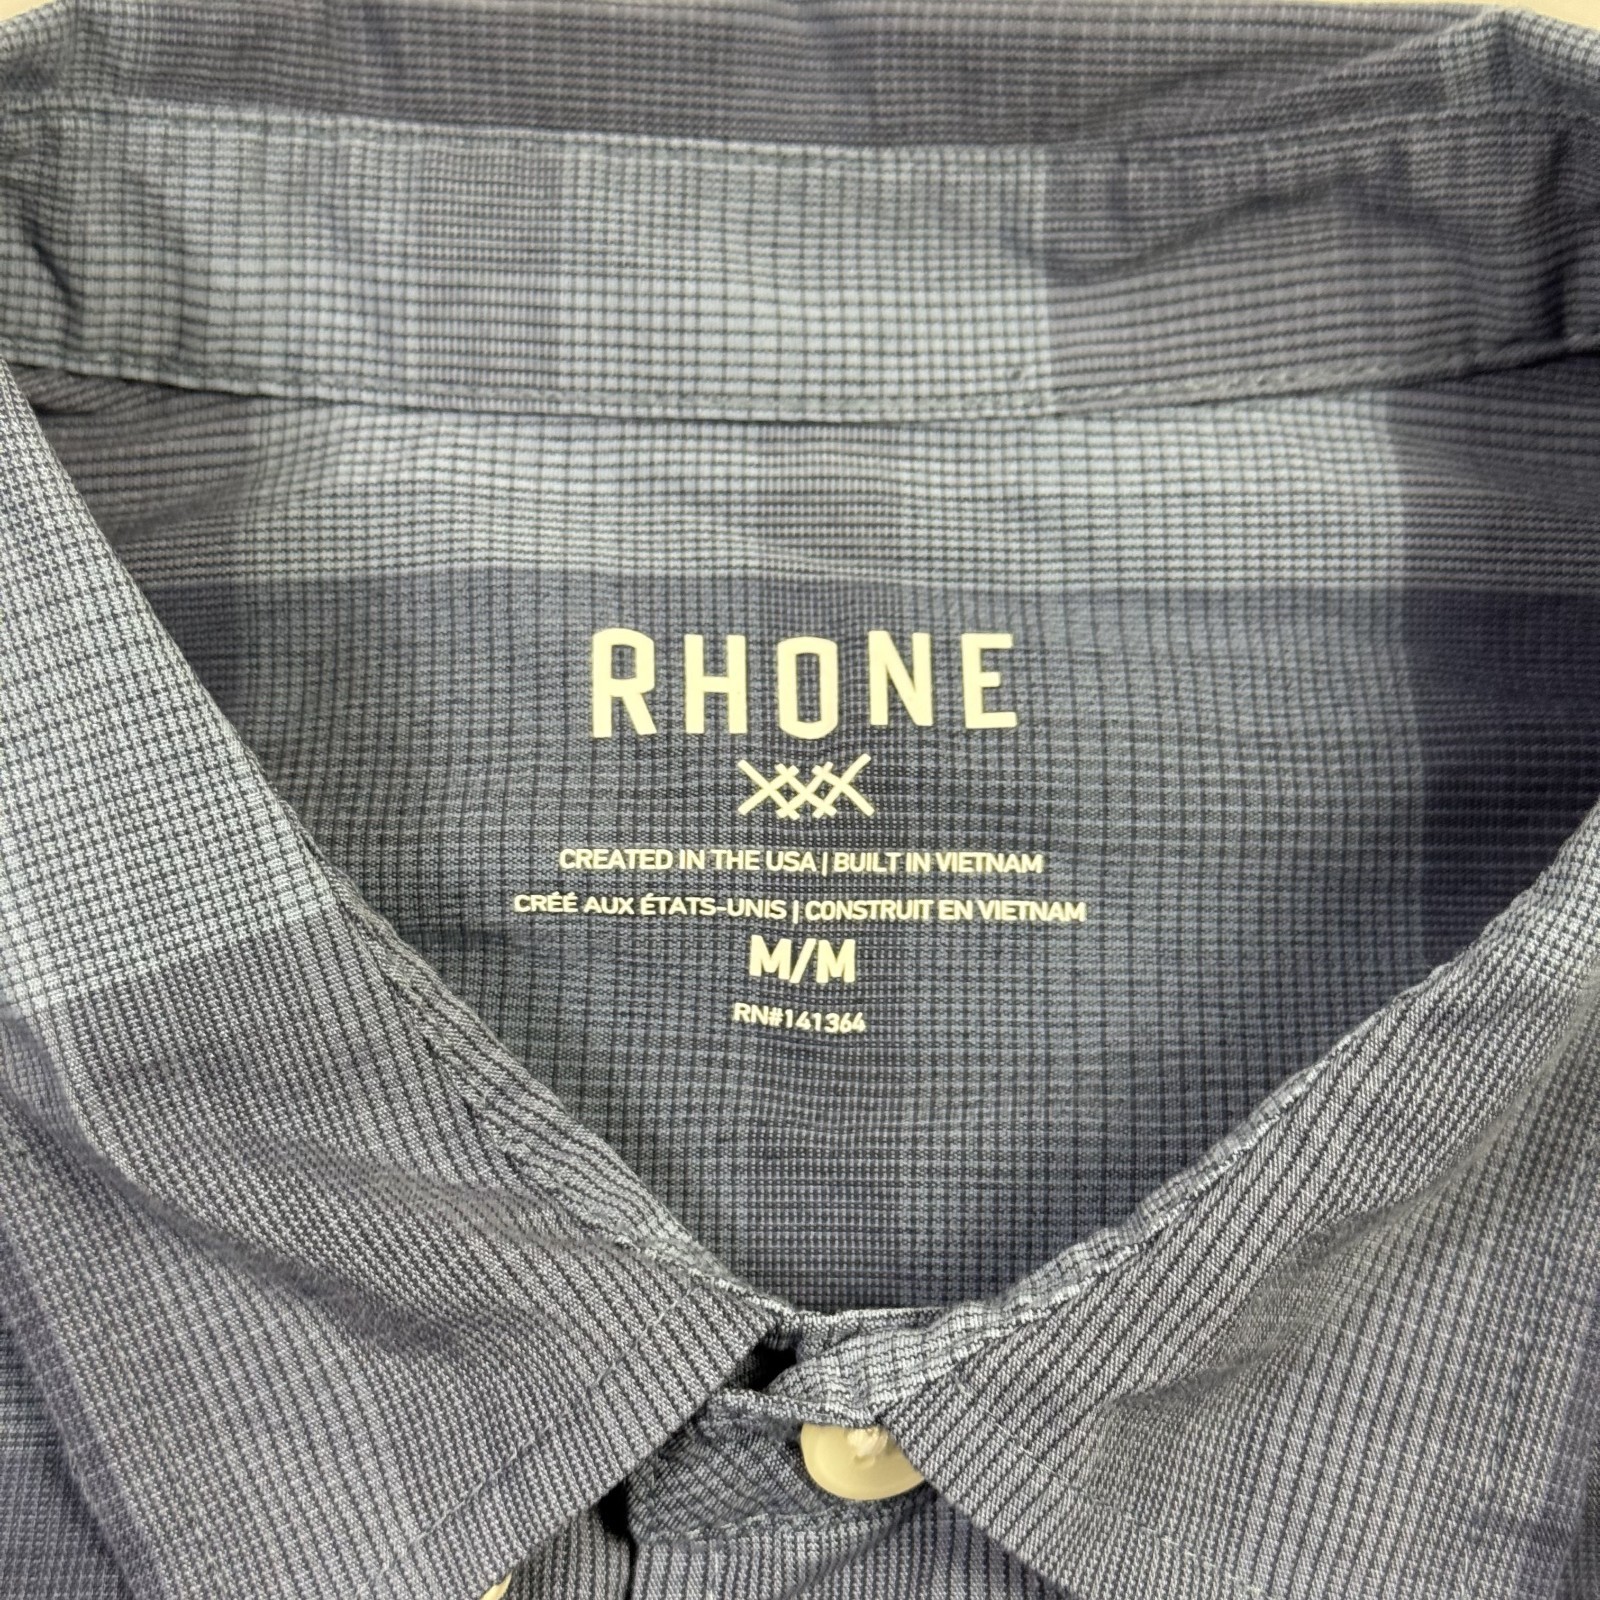 RHONE
CREATED IN THE USA | BUILT IN VIETNAM
CRÉÉ AUX ÉTATS-UNIS | CONSTRUIT EN VIETNAM
M/M
RN#141364